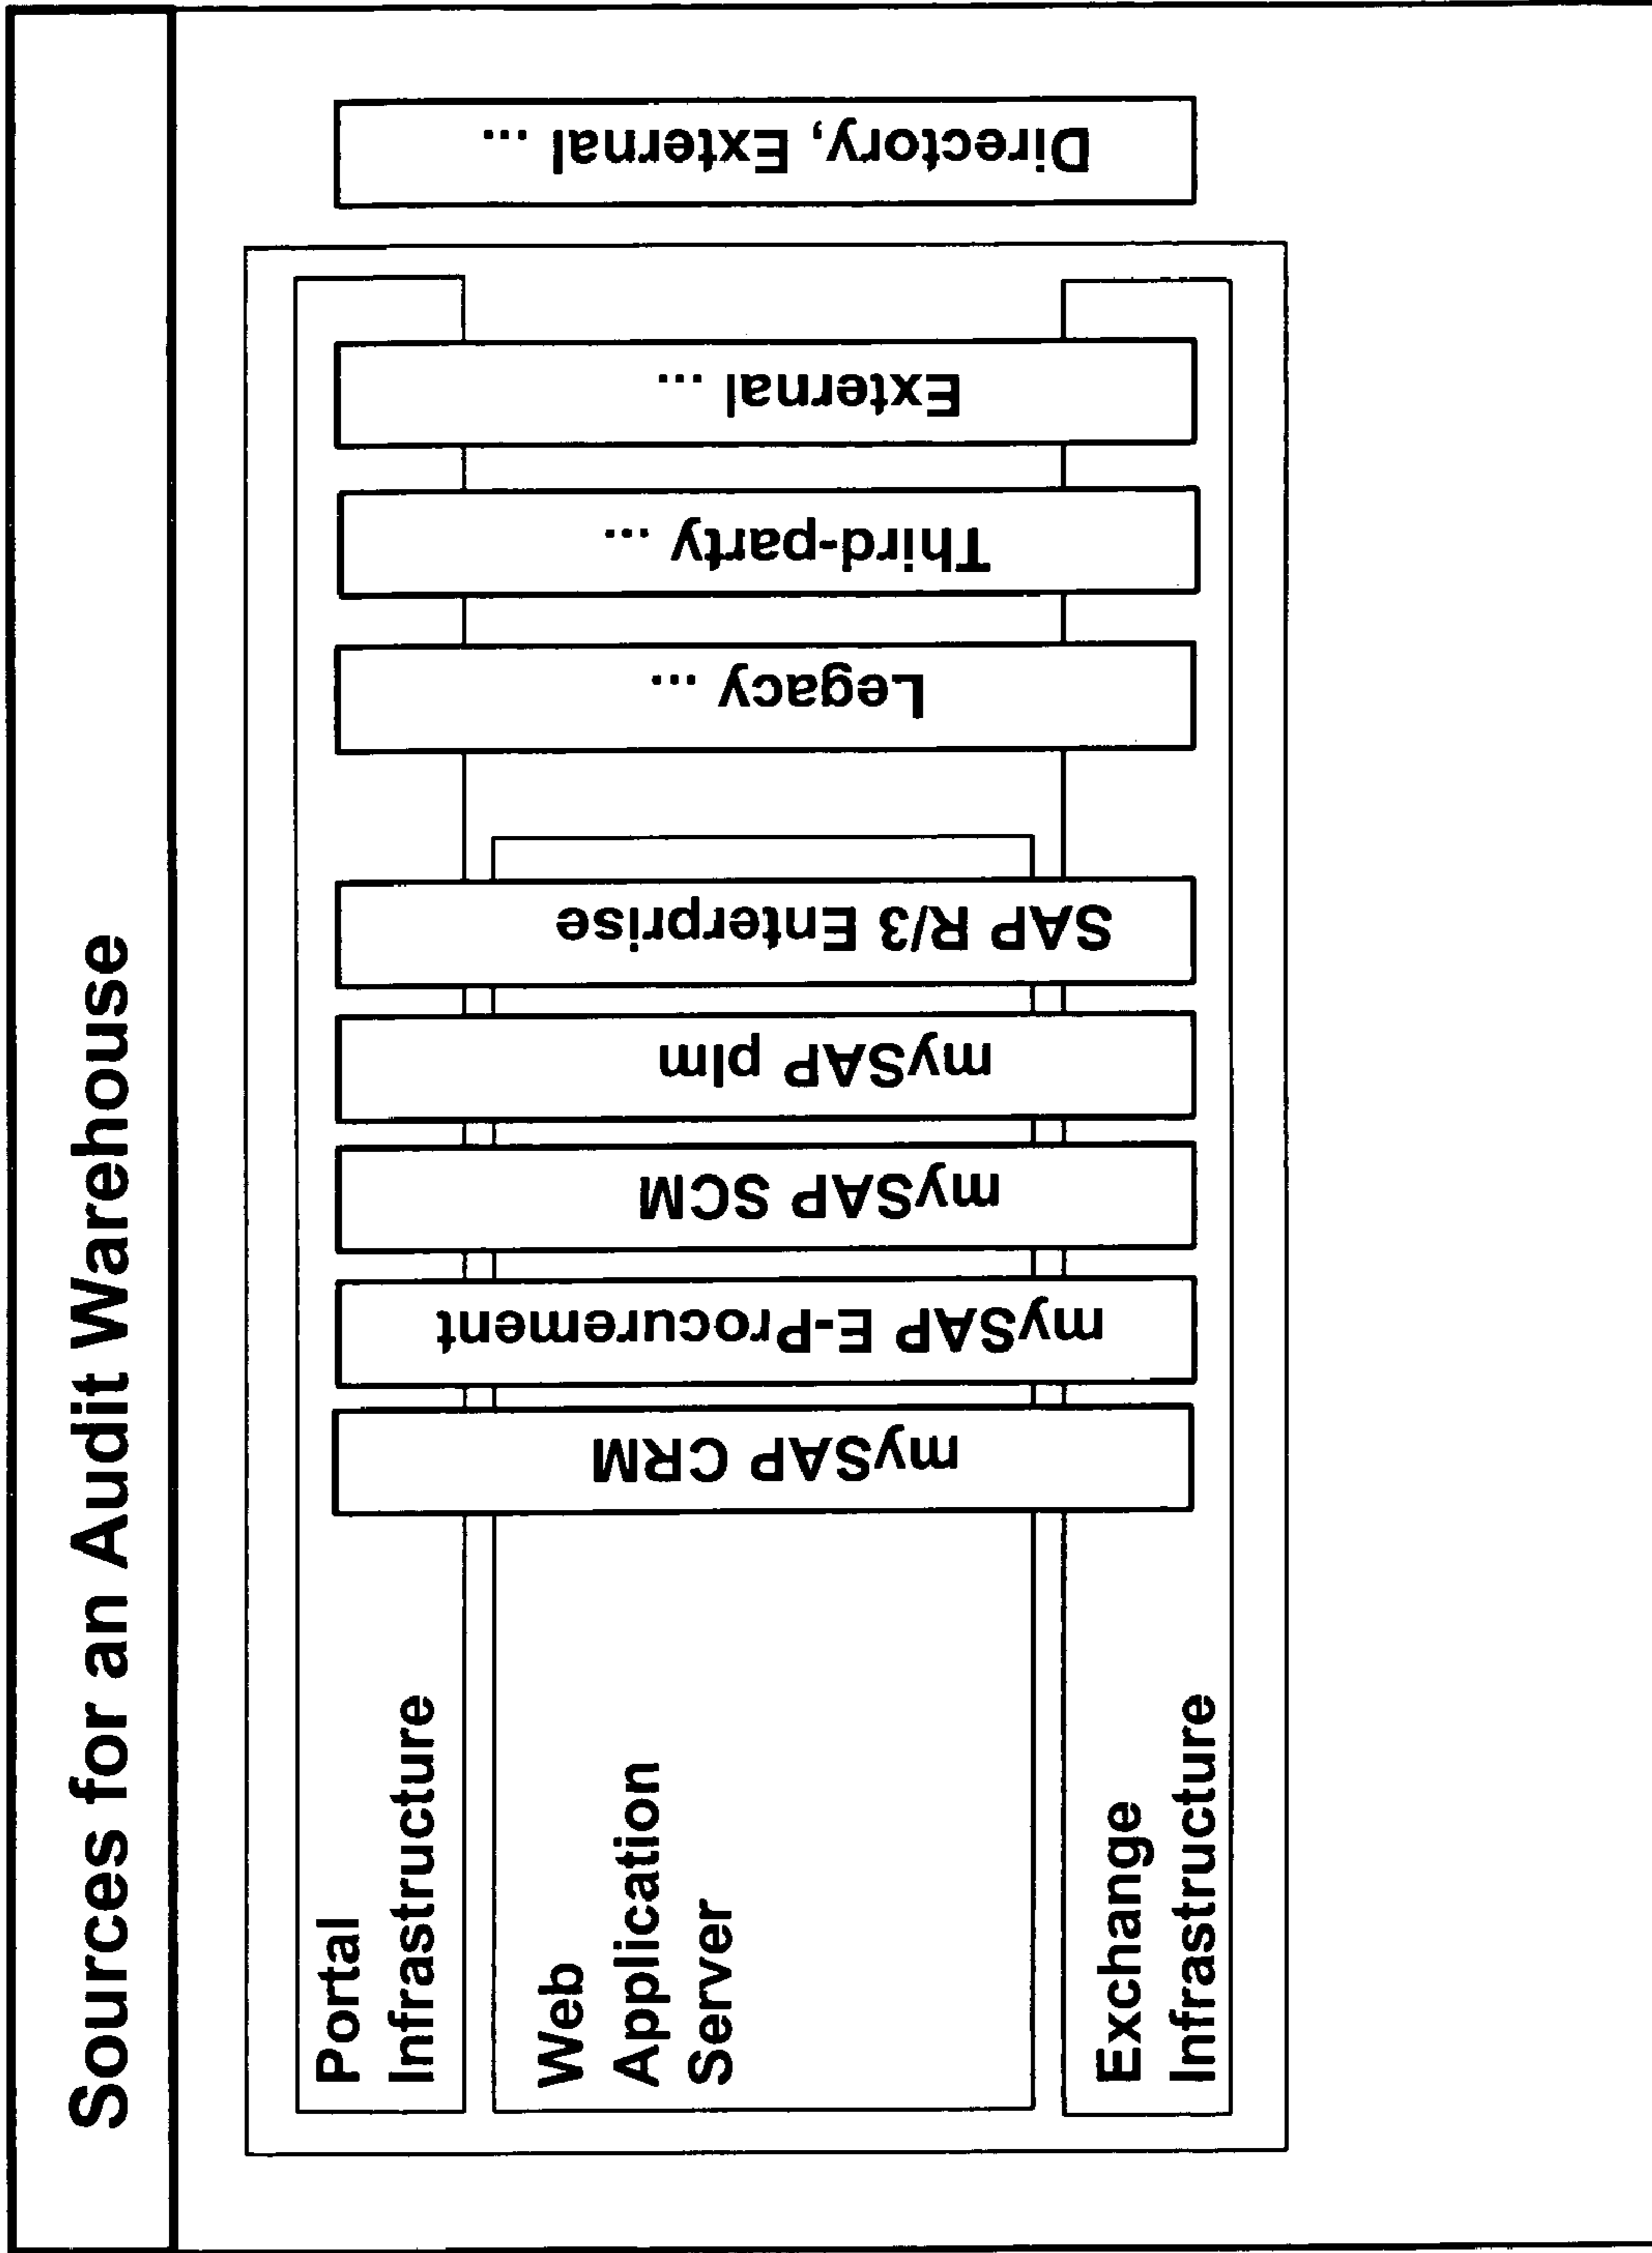 Sources for an Audit Warehouse
Portal
Infrastructure
Web
Application
Server
Exchange
Infrastructure
mySAP CRM
mySAP E-Procurement
mySAP SCM
mySAP plm
SAP R/3 Enterprise
Legacy ...
Third-party ...
External ...
Directory, External ...